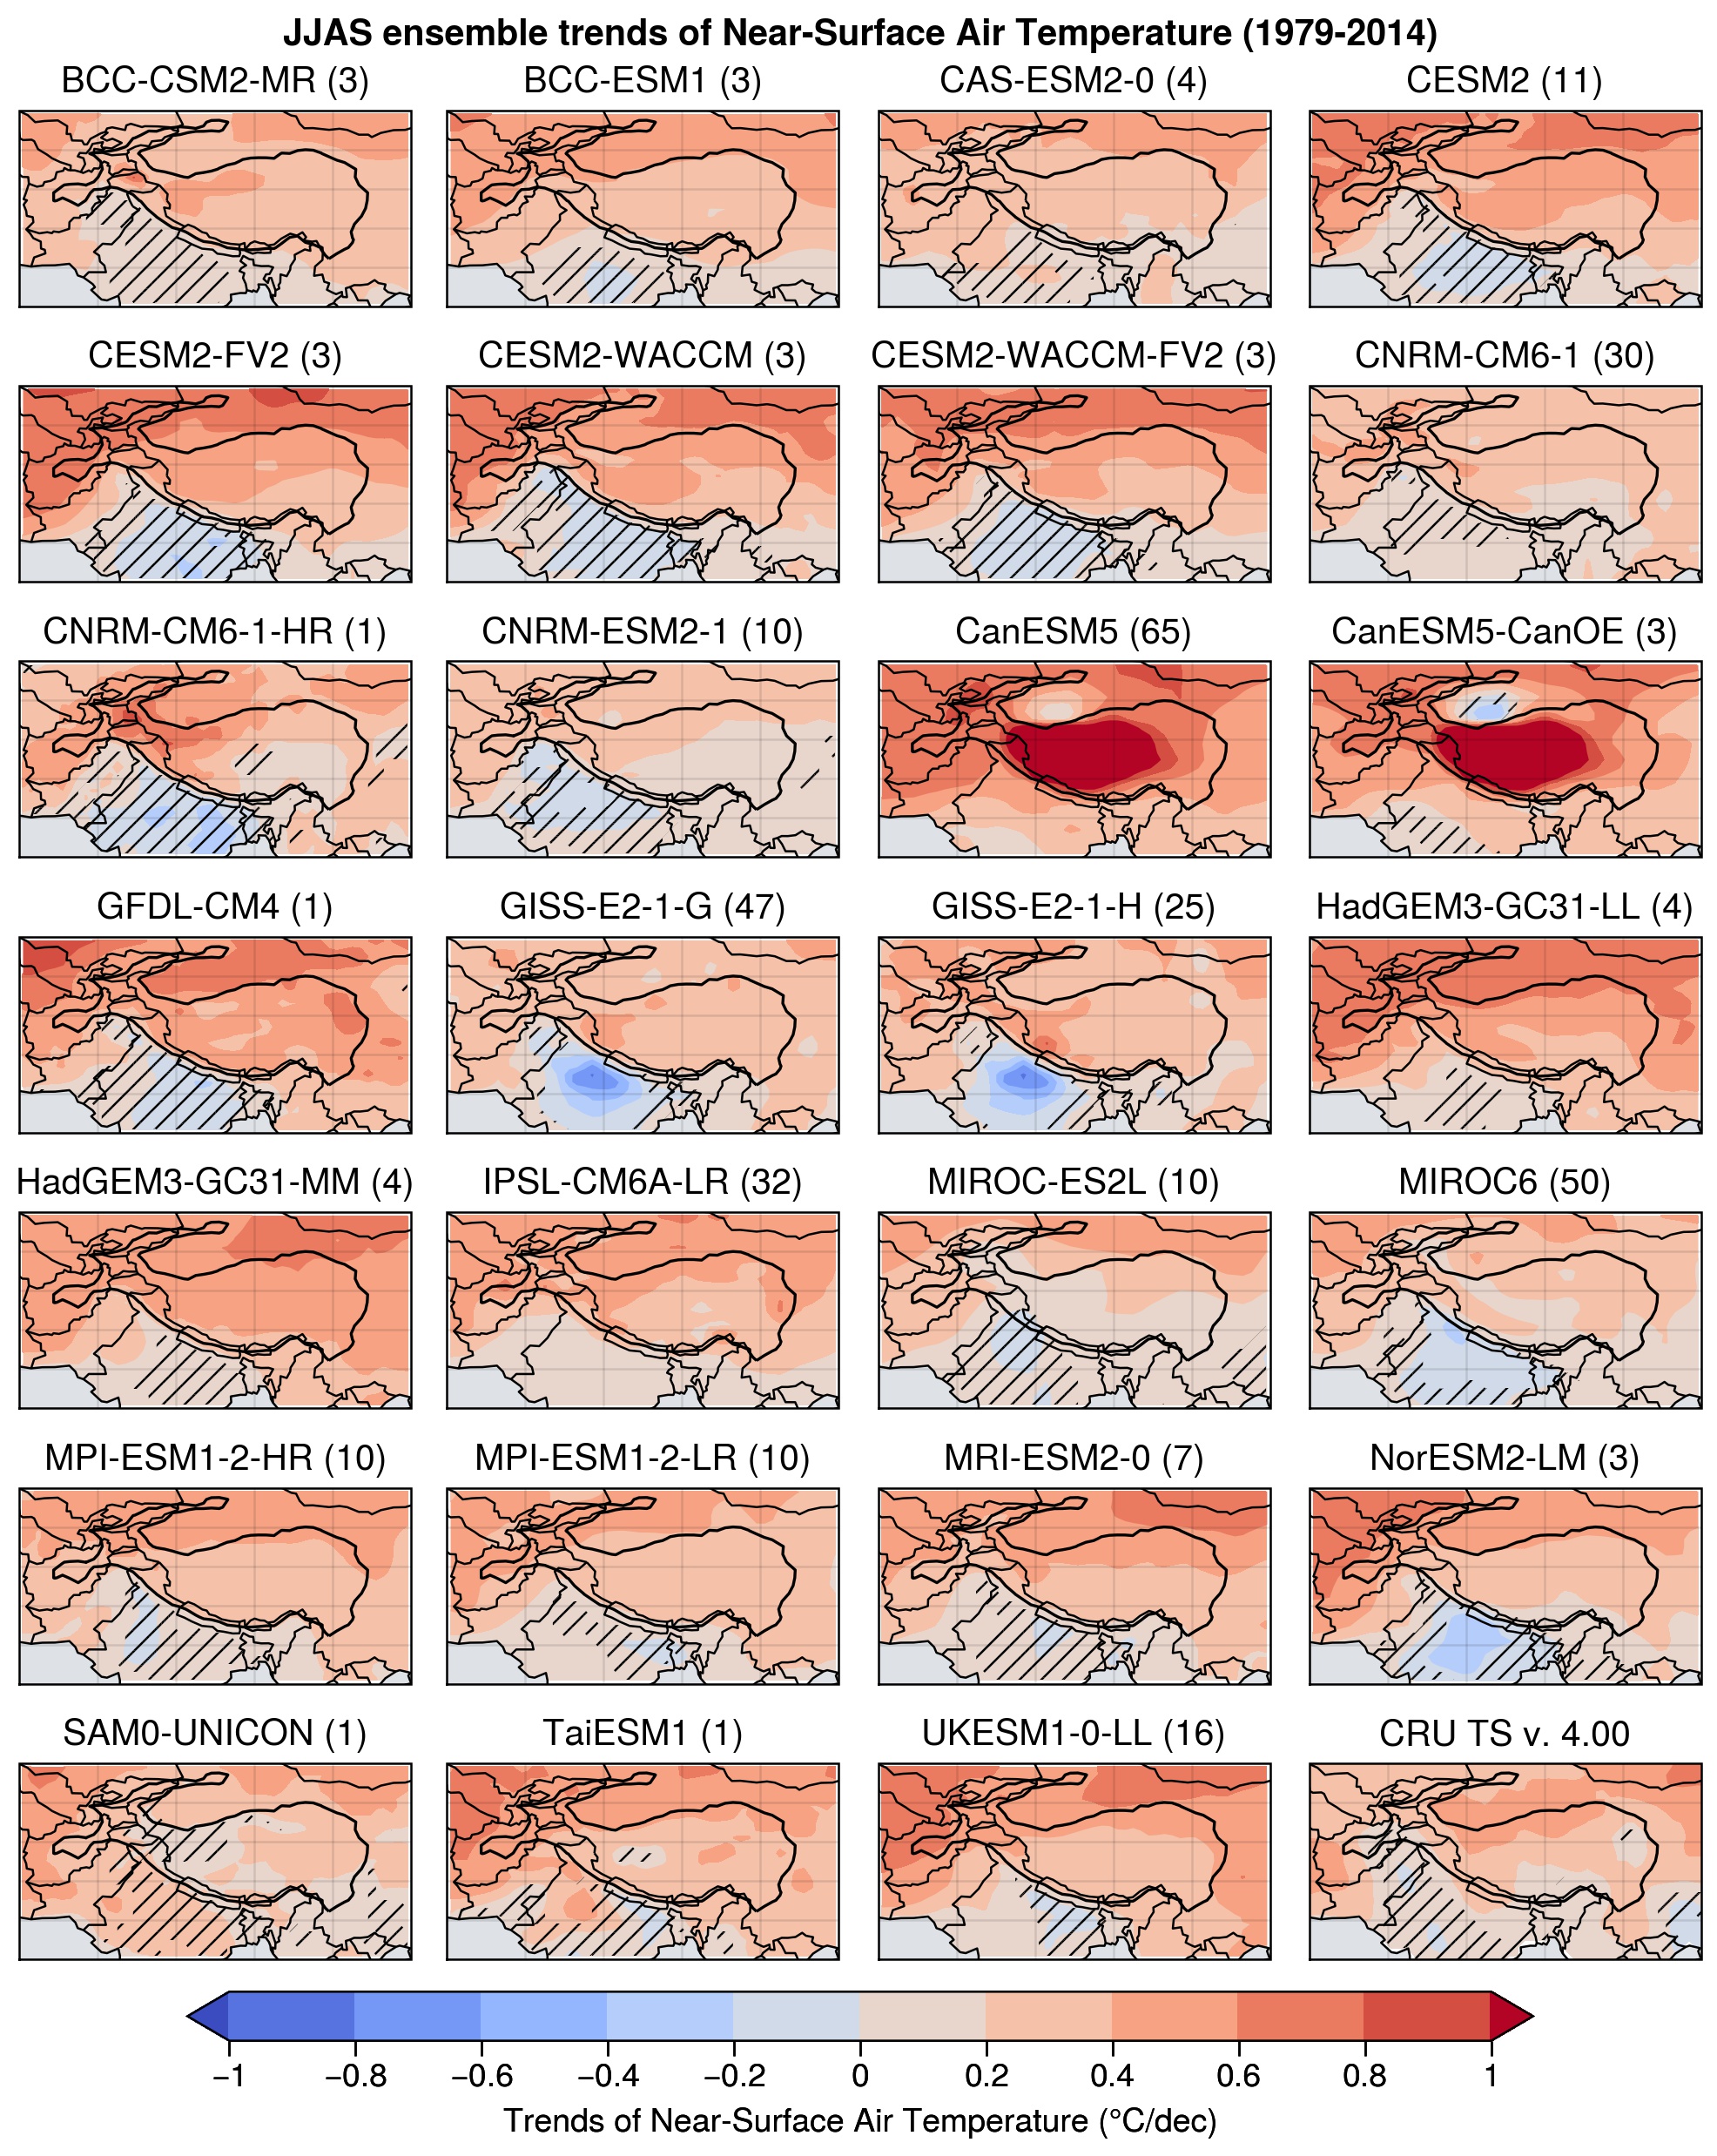 JJAS ensemble trends of Near-Surface Air Temperature (1979-2014)
BCC-CSM2-MR (3)
BCC-ESM1 (3)
CAS-ESM2-0 (4)
CESM2 (11)
CESM2-FV2 (3)
CESM2-WACCM (3)
CESM2-WACCM-FV2 (3)
CNRM-CM6-1 (30)
CNRM-CM6-1-HR (1)
CNRM-ESM2-1 (10)
CanESM5 (65)
CanESM5-CanOE (3)
GFDL-CM4 (1)
GISS-E2-1-G (47)
GISS-E2-1-H (25)
HadGEM3-GC31-LL (4)
HadGEM3-GC31-MM (4)
IPSL-CM6A-LR (32)
MIROC-ES2L (10)
MIROC6 (50)
MPI-ESM1-2-HR (10)
MPI-ESM1-2-LR (10)
MRI-ESM2-0 (7)
NorESM2-LM (3)
SAM0-UNICON (1)
TaiESM1 (1)
UKESM1-0-LL (16)
CRU TS v. 4.00
−1 −0.8 −0.6 −0.4 −0.2 0 0.2 0.4 0.6 0.8 1
Trends of Near-Surface Air Temperature (°C/dec)